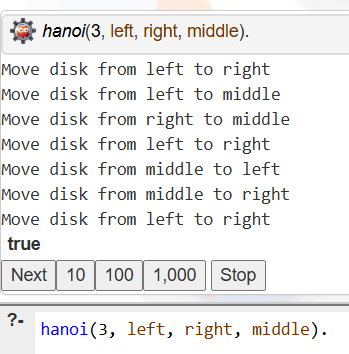 hanoi(3, left, right, middle).
Move disk from left to right
Move disk from left to middle
Move disk from right to middle
Move disk from left to right
Move disk from middle to left
Move disk from middle to right
Move disk from left to right
true
Next 10 100 1,000 Stop
?- hanoi(3, left, right, middle).